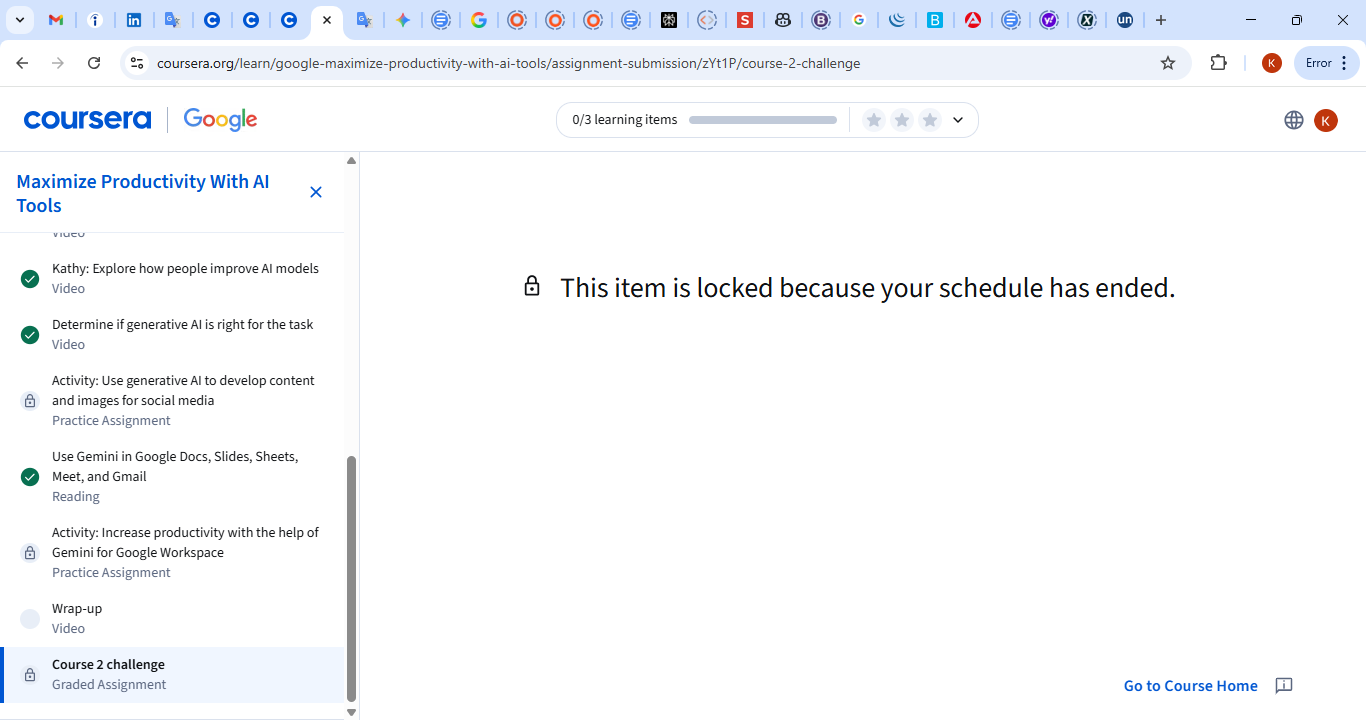 coursera.org/learn/google-maximize-productivity-with-ai-tools/assignment-submission/zYt1P/course-2-challenge
K
Error
coursera
Google
0/3 learning items
K
Maximize Productivity With AI
Tools
Video
Kathy: Explore how people improve AI models
Video
Determine if generative AI is right for the task
Video
Activity: Use generative AI to develop content
and images for social media
Practice Assignment
Use Gemini in Google Docs, Slides, Sheets,
Meet, and Gmail
Reading
Activity: Increase productivity with the help of
Gemini for Google Workspace
Practice Assignment
Wrap-up
Video
Course 2 challenge
Graded Assignment
This item is locked because your schedule has ended.
Go to Course Home